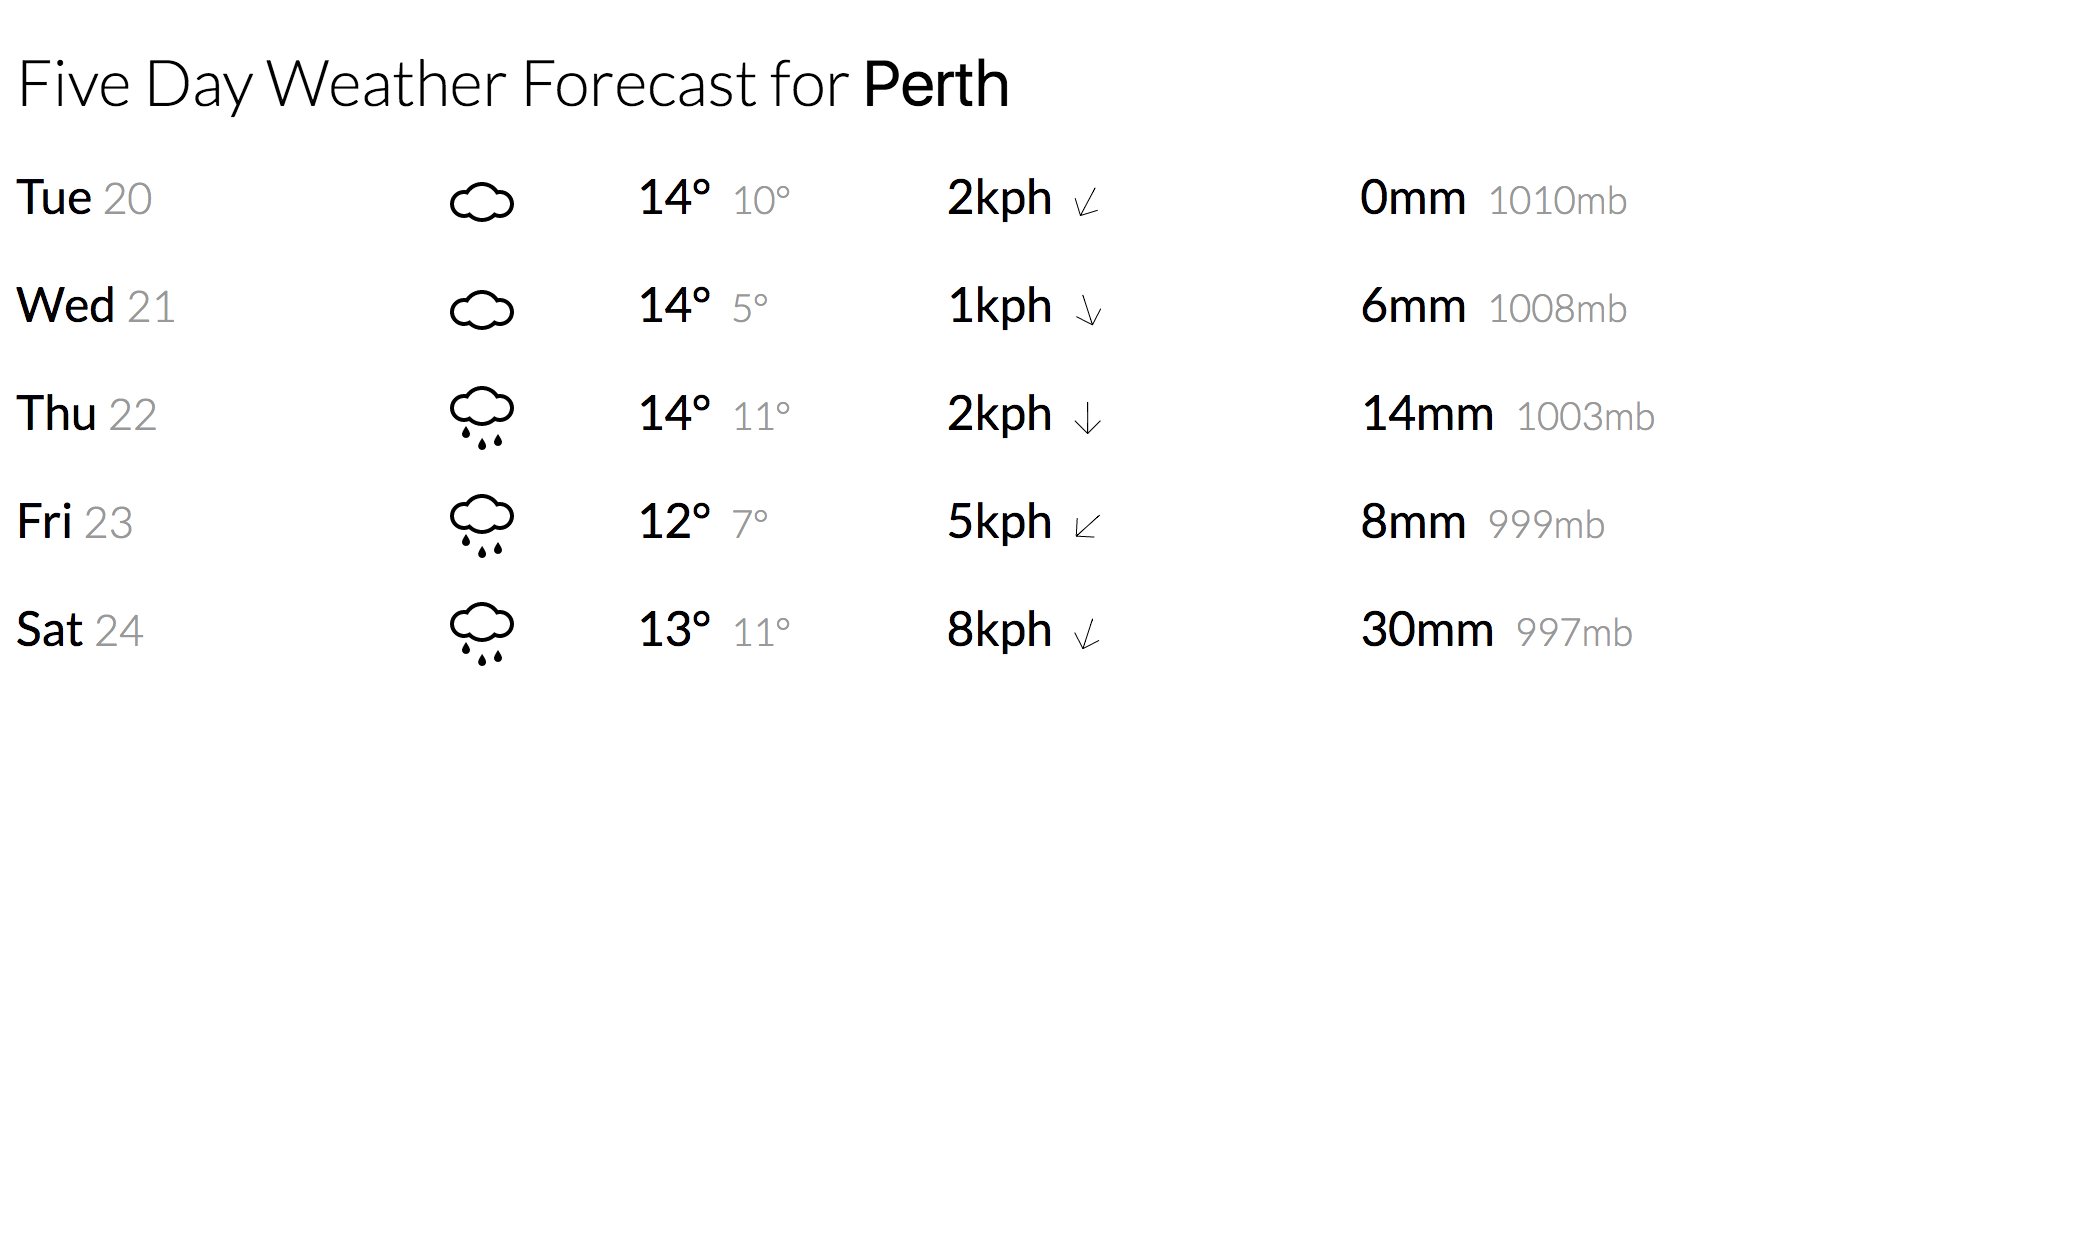 Five Day Weather Forecast for Perth
Tue 20 14° 10° 2kph 0mm 1010mb
Wed 21 14° 5° 1kph 6mm 1008mb
Thu 22 14° 11° 2kph 14mm 1003mb
Fri 23 12° 7° 5kph 8mm 999mb
Sat 24 13° 11° 8kph 30mm 997mb